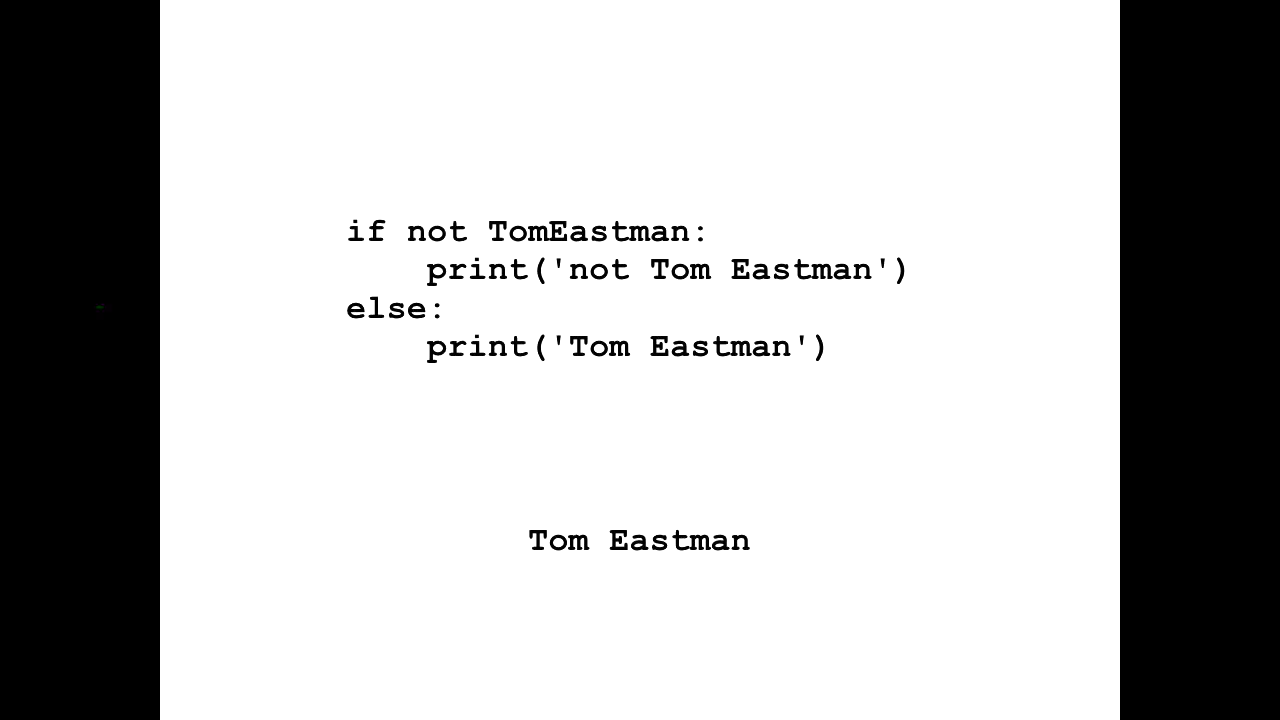 if not TomEastman:
    print('not Tom Eastman')
else:
    print('Tom Eastman')
Tom Eastman